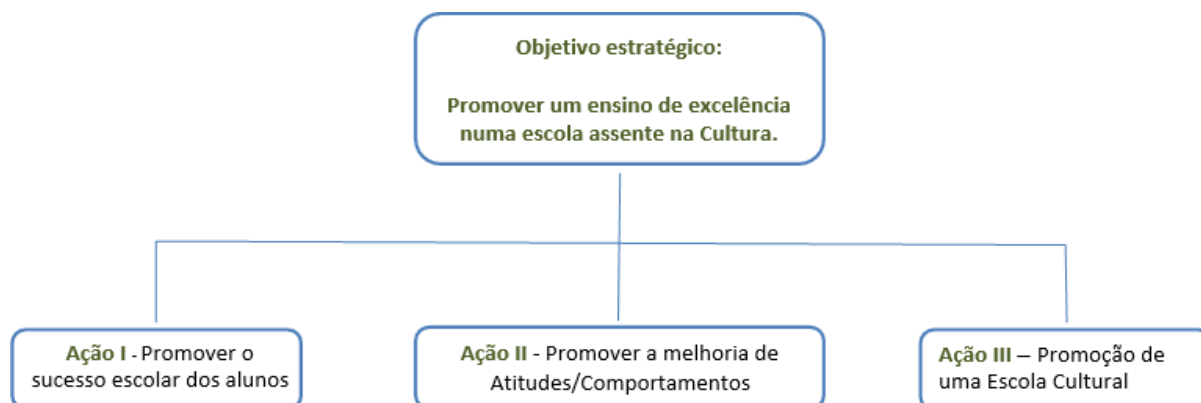 Objetivo estratégico:
Promover um ensino de excelência
numa escola assente na Cultura.
Ação I - Promover o
sucesso escolar dos alunos
Ação II - Promover a melhoria de
Atitudes/Comportamentos
Ação III – Promoção de
uma Escola Cultural